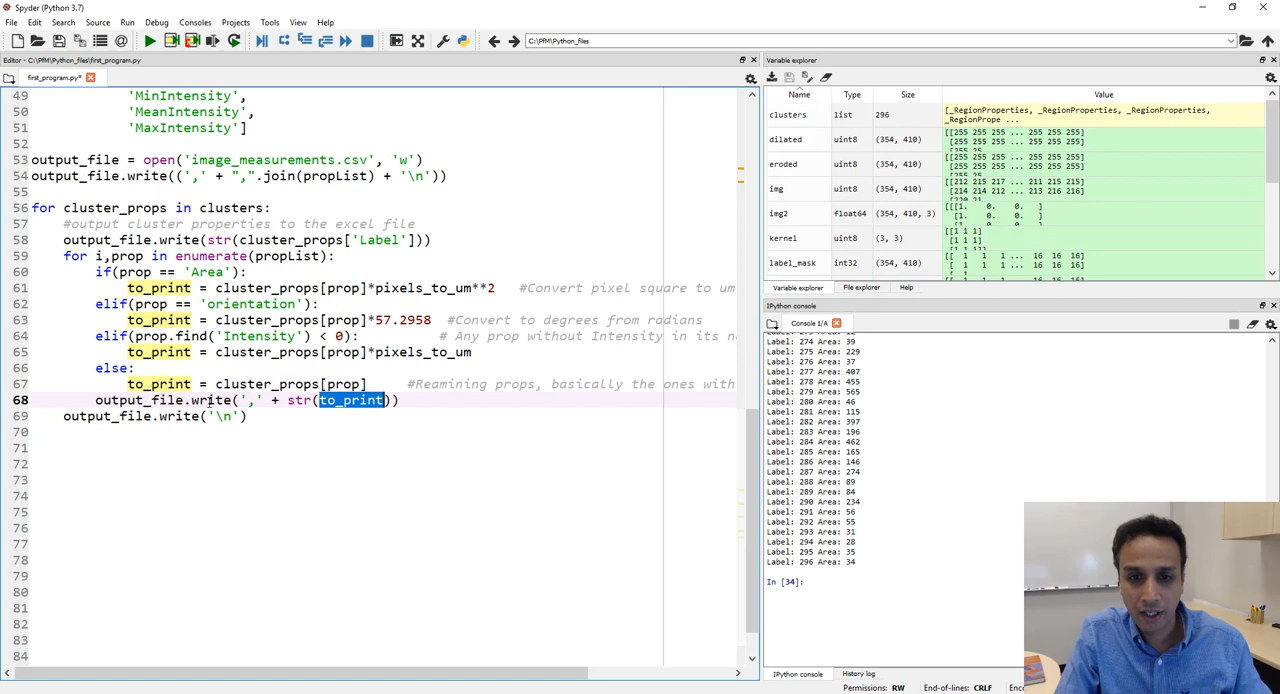 Spyder (Python 3.7)
File Edit Search Source Run Debug Consoles Projects Tools View Help
C:\PfM\Python_files
Editor - C:\PfM\Python_files\first_program.py
first_program.py*
49 'MinIntensity',
50 'MeanIntensity',
51 'MaxIntensity']
52
53 output_file = open('image_measurements.csv', 'w')
54 output_file.write((',' + ",".join(propList) + '\n'))
55
56 for cluster_props in clusters:
57 #output cluster properties to the excel file
58 output_file.write(str(cluster_props['Label']))
59 for i,prop in enumerate(propList):
60 if(prop == 'Area'):
61 to_print = cluster_props[prop]*pixels_to_um**2 #Convert pixel square to um
62 elif(prop == 'orientation'):
63 to_print = cluster_props[prop]*57.2958 #Convert to degrees from radians
64 elif(prop.find('Intensity') < 0): # Any prop without Intensity in its
65 to_print = cluster_props[prop]*pixels_to_um
66 else:
67 to_print = cluster_props[prop] #Reamining props, basically the ones with
68 output_file.write(',' + str(to_print))
69 output_file.write('\n')
70
71
72
73
74
75
76
77
78
79
80
81
82
83
84
Variable explorer
Name Type Size Value
clusters list 296 [_RegionProperties, _RegionProperties, _RegionProperties,
_RegionPrope ...
dilated uint8 (354, 410) [[255 255 255 ... 255 255 255]
[255 255 255 ... 255 255 255]
eroded uint8 (354, 410) [[255 255 255 ... 255 255 255]
[255 255 255 ... 255 255 255]
img uint8 (354, 410) [[212 215 217 ... 211 215 215]
[214 214 212 ... 213 216 216]
img2 float64 (354, 410, 3) [[[1. 0. 0. ]
[1. 0. 0. ]
kernel uint8 (3, 3) [[1 1 1]
[1 1 1]
label_mask int32 (354, 410) [[ 1 1 1 ... 16 16 16]
[ 1 1 1 ... 16 16 16]
Variable explorer File explorer Help
IPython console
Console 1/A
Label: 274 Area: 39
Label: 275 Area: 229
Label: 276 Area: 37
Label: 277 Area: 407
Label: 278 Area: 455
Label: 279 Area: 565
Label: 280 Area: 46
Label: 281 Area: 115
Label: 282 Area: 397
Label: 283 Area: 196
Label: 284 Area: 462
Label: 285 Area: 165
Label: 286 Area: 146
Label: 287 Area: 274
Label: 288 Area: 89
Label: 289 Area: 84
Label: 290 Area: 234
Label: 291 Area: 56
Label: 292 Area: 55
Label: 293 Area: 31
Label: 294 Area: 28
Label: 295 Area: 35
Label: 296 Area: 34
In [34]:
IPython console History log
Permissions: RW End-of-lines: CRLF